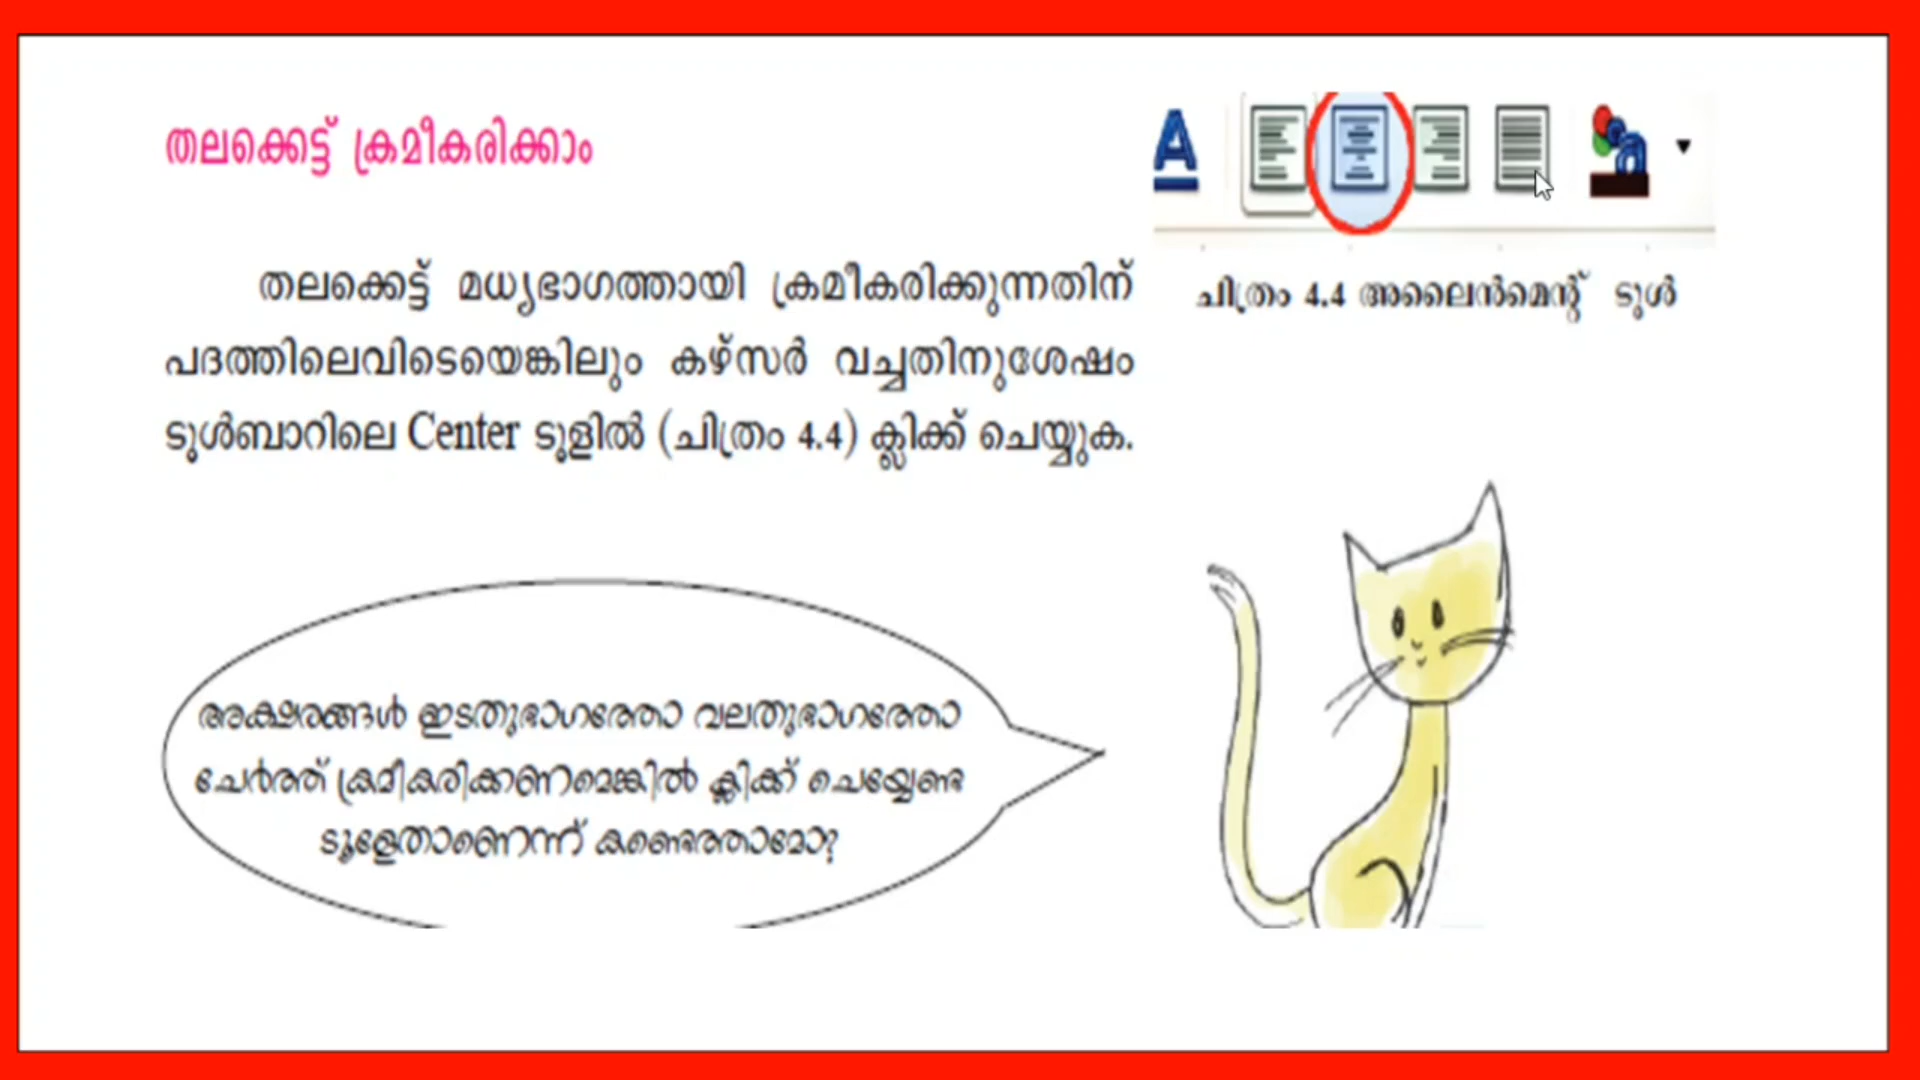 തലക്കെട്ട് ക്രമീകരിക്കാം
തലക്കെട്ട് മധ്യഭാഗത്തായി ക്രമീകരിക്കുന്നതിന്
പദത്തിലെവിടെയെങ്കിലും കഴ്സർ വച്ചതിനുശേഷം
ടൂൾബാറിലെ Center ടൂളിൽ (ചിത്രം 4.4) ക്ലിക്ക് ചെയ്യുക.
A
ചിത്രം 4.4 അലൈൻമെന്റ് ടൂൾ
അക്ഷരങ്ങൾ ഇടതുഭാഗത്തോ വലതുഭാഗത്തോ
ചേർത്ത് ക്രമീകരിക്കണമെങ്കിൽ ക്ലിക്ക് ചെയ്യേണ്ട
ടൂളേതാണെന്ന് കണ്ടെത്താമോ?